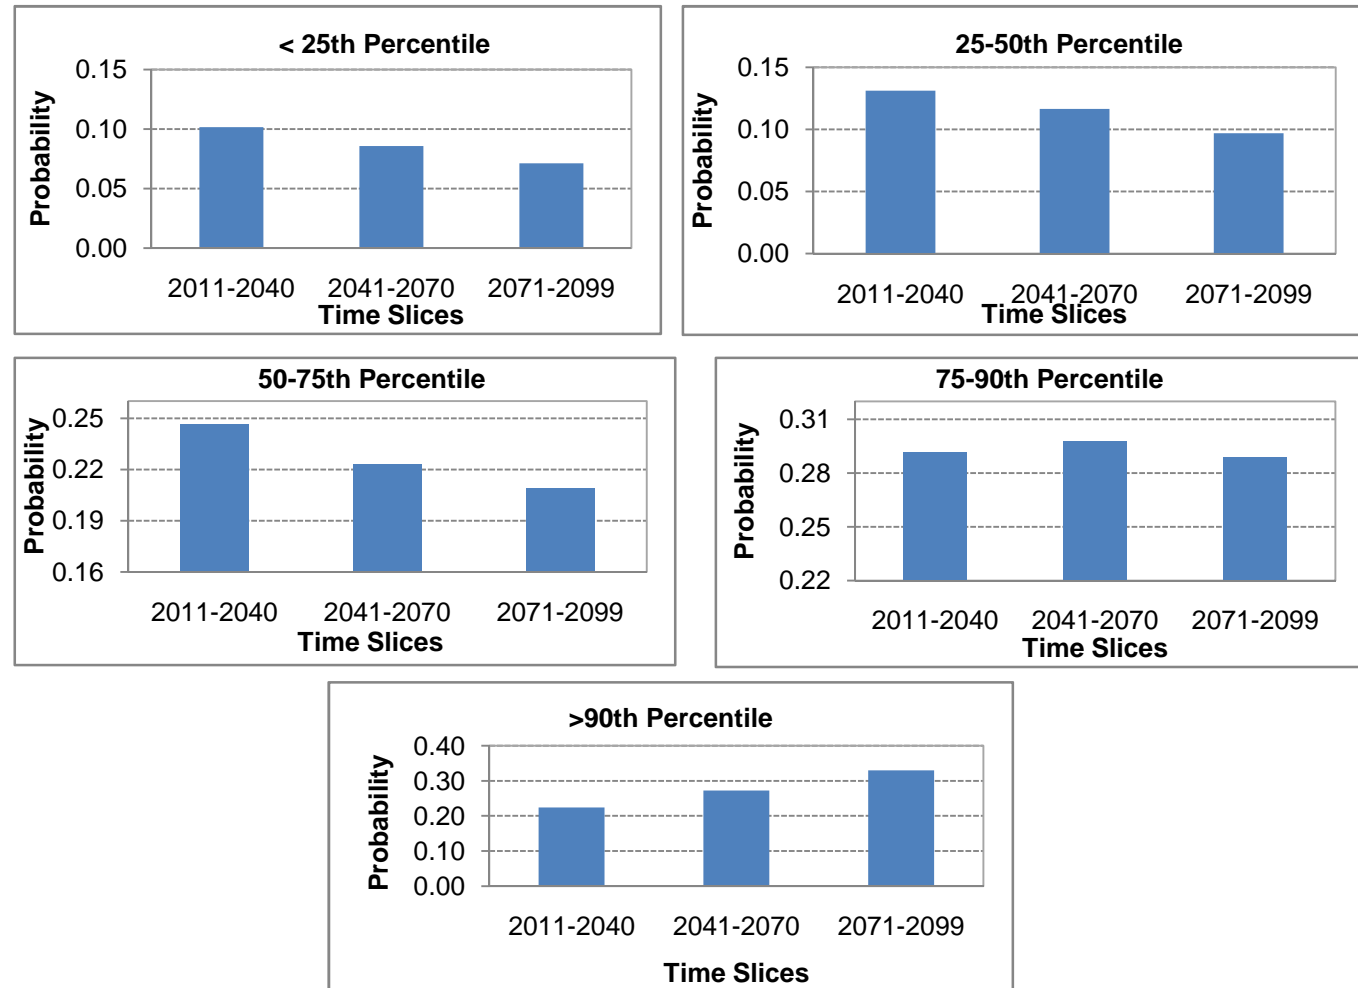 < 25th Percentile
Probability
0.15
0.10
0.05
0.00
2011-2040 2041-2070 2071-2099
Time Slices
25-50th Percentile
Probability
0.15
0.10
0.05
0.00
2011-2040 2041-2070 2071-2099
Time Slices
50-75th Percentile
Probability
0.25
0.22
0.19
0.16
2011-2040 2041-2070 2071-2099
Time Slices
75-90th Percentile
Probability
0.31
0.28
0.25
0.22
2011-2040 2041-2070 2071-2099
Time Slices
>90th Percentile
Probability
0.40
0.30
0.20
0.10
0.00
2011-2040 2041-2070 2071-2099
Time Slices